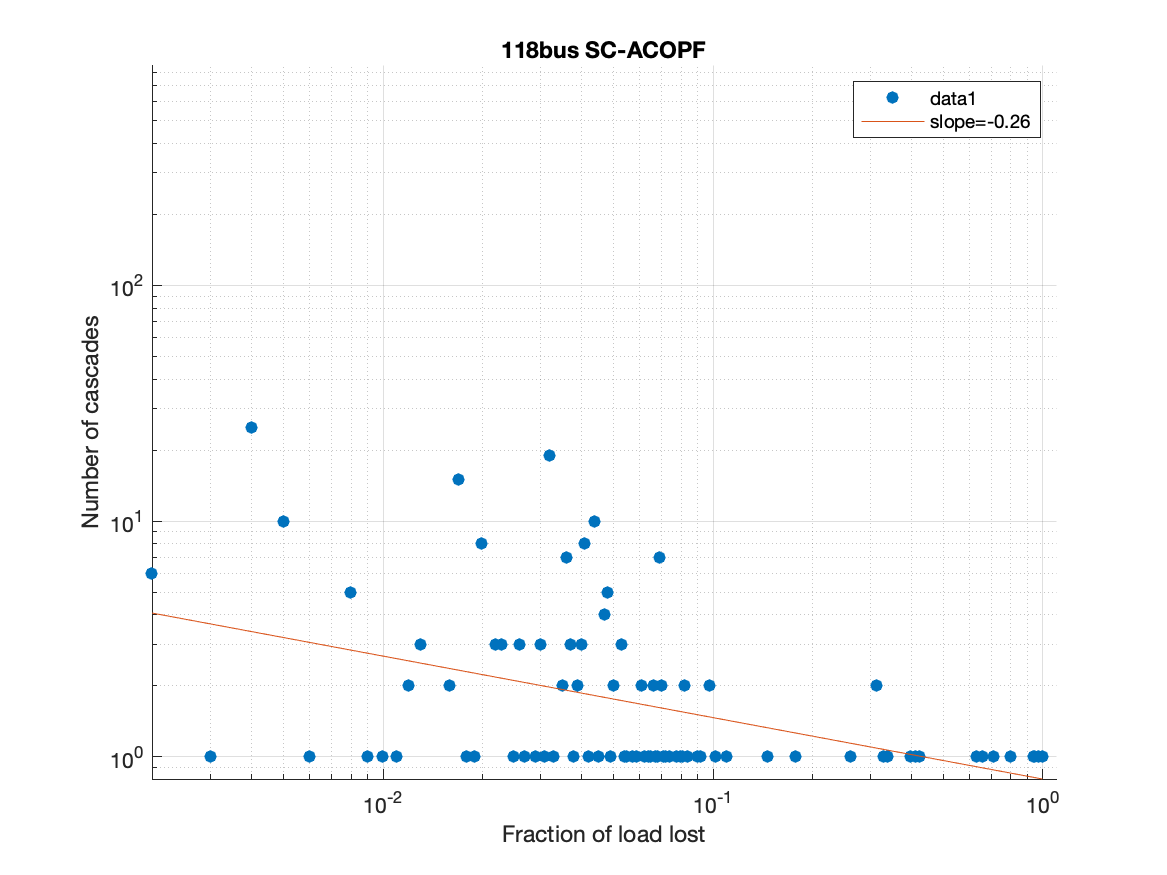 118bus SC-ACOPF
data1
slope=-0.26
Number of cascades
10^2
10^1
10^0
10^-2
10^-1
10^0
Fraction of load lost